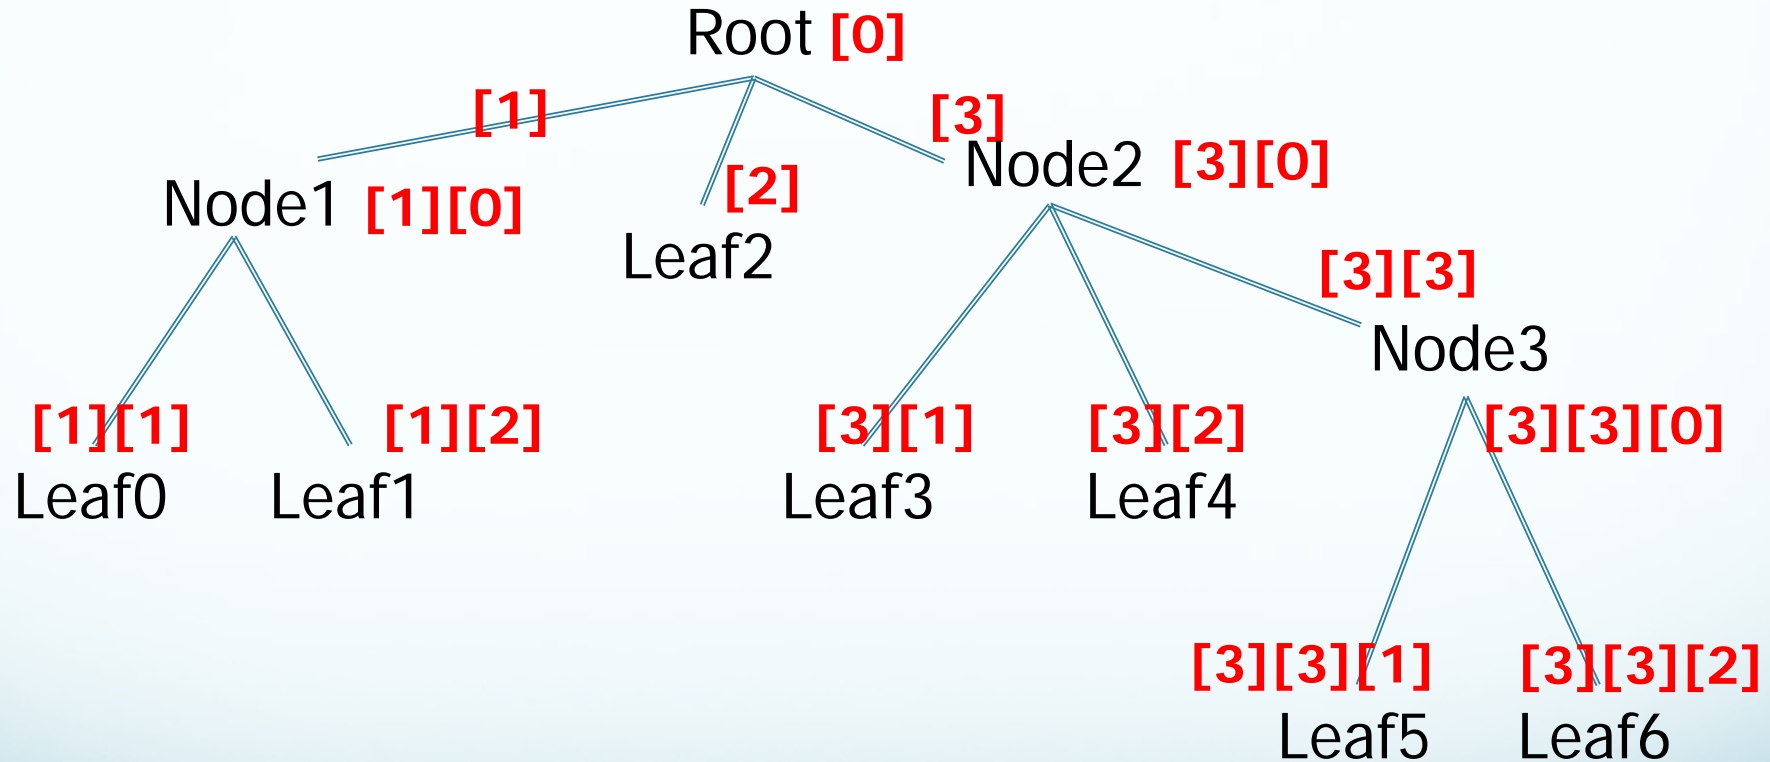 Root [0]
[1]
[3]
Node2 [3][0]
[2]
Node1 [1][0]
Leaf2
[3][3]
Node3
[1][1] [1][2] [3][1] [3][2] [3][3][0]
Leaf0 Leaf1 Leaf3 Leaf4
[3][3][1] [3][3][2]
Leaf5 Leaf6